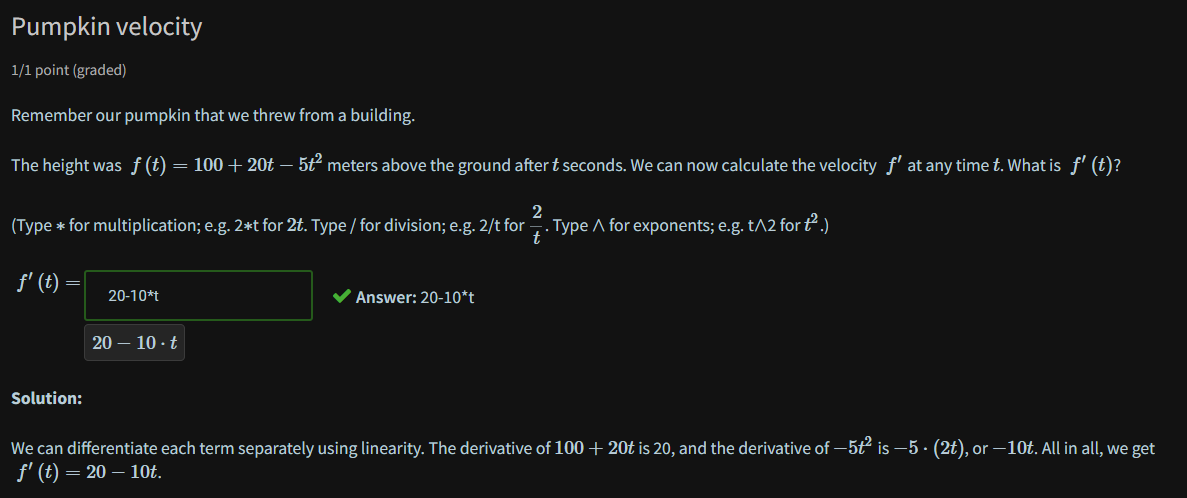 Pumpkin velocity
1/1 point (graded)
Remember our pumpkin that we threw from a building.
The height was f (t) = 100 + 20t − 5t² meters above the ground after t seconds. We can now calculate the velocity f′ at any time t. What is f′ (t)?
(Type ∗ for multiplication; e.g. 2∗t for 2t. Type / for division; e.g. 2/t for 2/t. Type ∧ for exponents; e.g. t∧2 for t².)
f′ (t) = 20-10*t ✔ Answer: 20-10*t
20 − 10 · t
Solution:
We can differentiate each term separately using linearity. The derivative of 100 + 20t is 20, and the derivative of −5t² is −5 · (2t), or −10t. All in all, we get
f′ (t) = 20 − 10t.